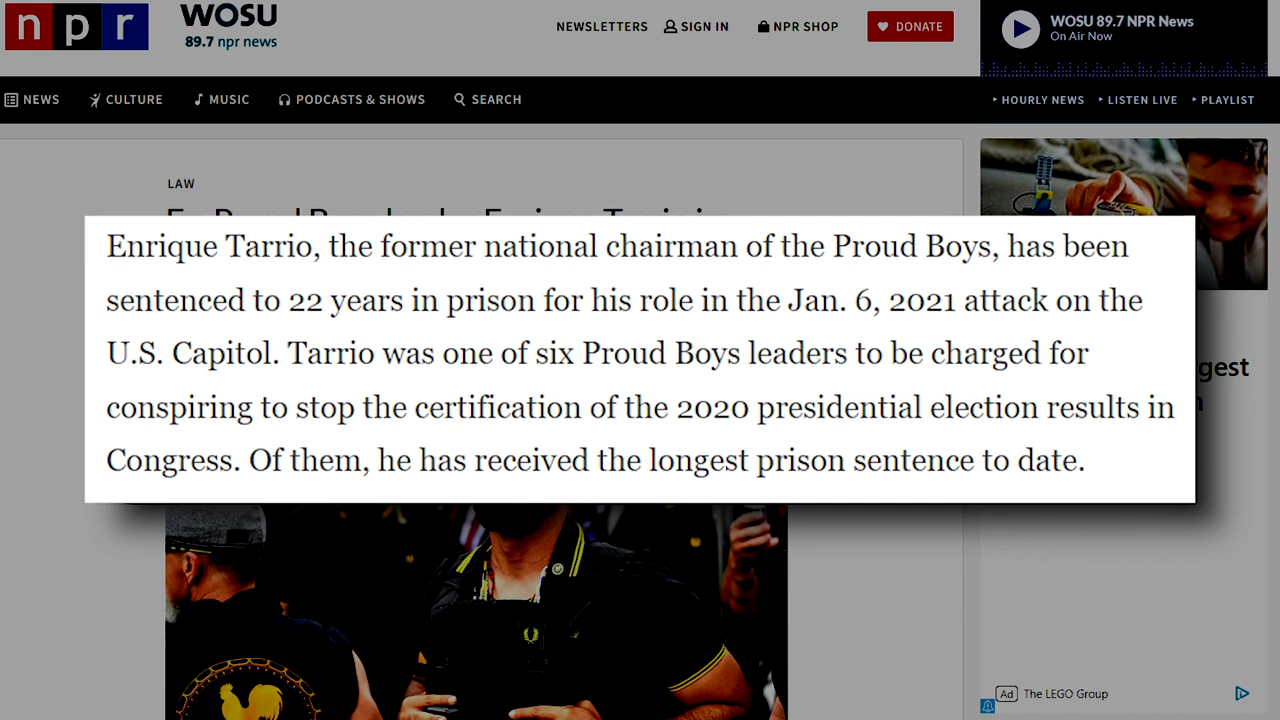 npr
WOSU
89.7 npr news
NEWSLETTERS
SIGN IN
NPR SHOP
DONATE
WOSU 89.7 NPR News
On Air Now
NEWS
CULTURE
MUSIC
PODCASTS & SHOWS
SEARCH
HOURLY NEWS
LISTEN LIVE
PLAYLIST
LAW
Enrique Tarrio, the former national chairman of the Proud Boys, has been
sentenced to 22 years in prison for his role in the Jan. 6, 2021 attack on the
U.S. Capitol. Tarrio was one of six Proud Boys leaders to be charged for
conspiring to stop the certification of the 2020 presidential election results in
Congress. Of them, he has received the longest prison sentence to date.
gest
Ad
The LEGO Group